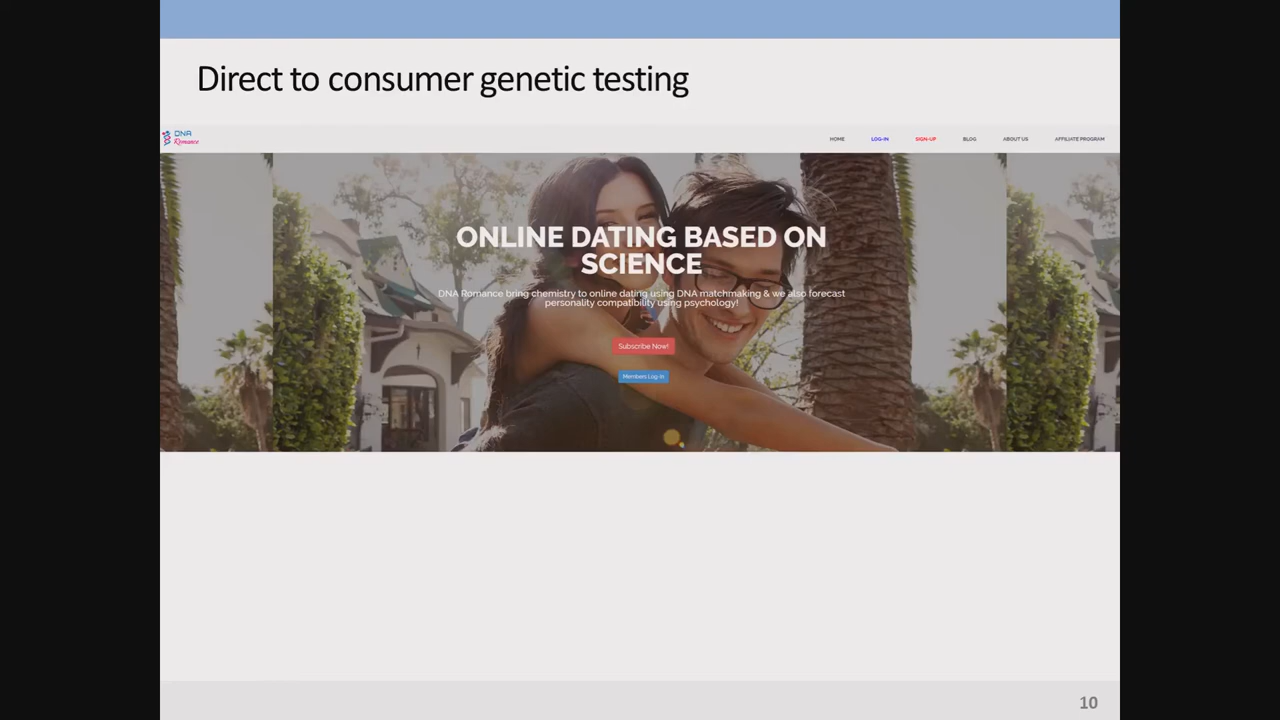 Direct to consumer genetic testing
DNA
Romance
HOME LOG-IN SIGN-UP BLOG ABOUT US AFFILIATE PROGRAM
ONLINE DATING BASED ON
SCIENCE
DNA Romance bring chemistry to online dating using DNA matchmaking & we also forecast
personality compatibility using psychology!
Subscribe Now!
Members Log-In
10